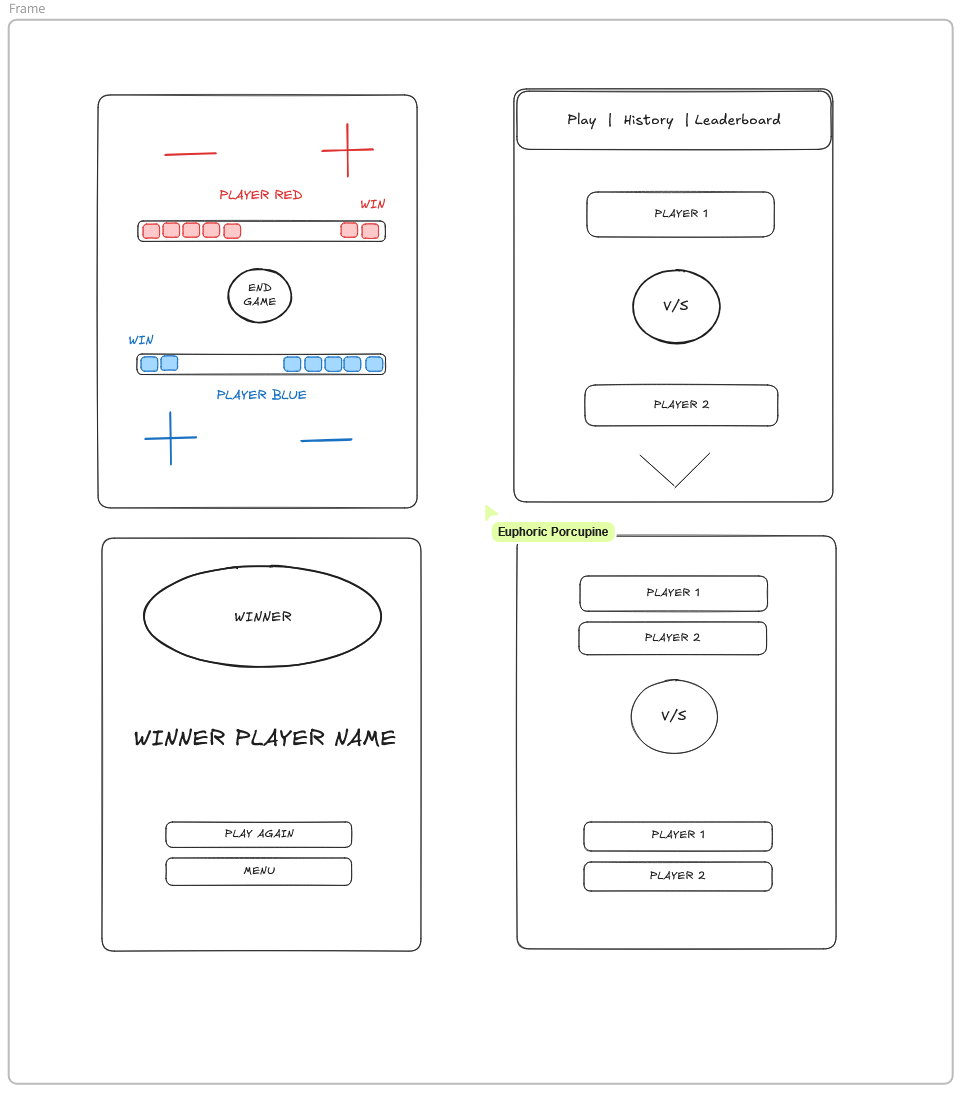 Frame
PLAYER RED
WIN
END
GAME
WIN
PLAYER BLUE
Play | History | Leaderboard
PLAYER 1
V/S
PLAYER 2
Euphoric Porcupine
WINNER
WINNER PLAYER NAME
PLAY AGAIN
MENU
PLAYER 1
PLAYER 2
V/S
PLAYER 1
PLAYER 2